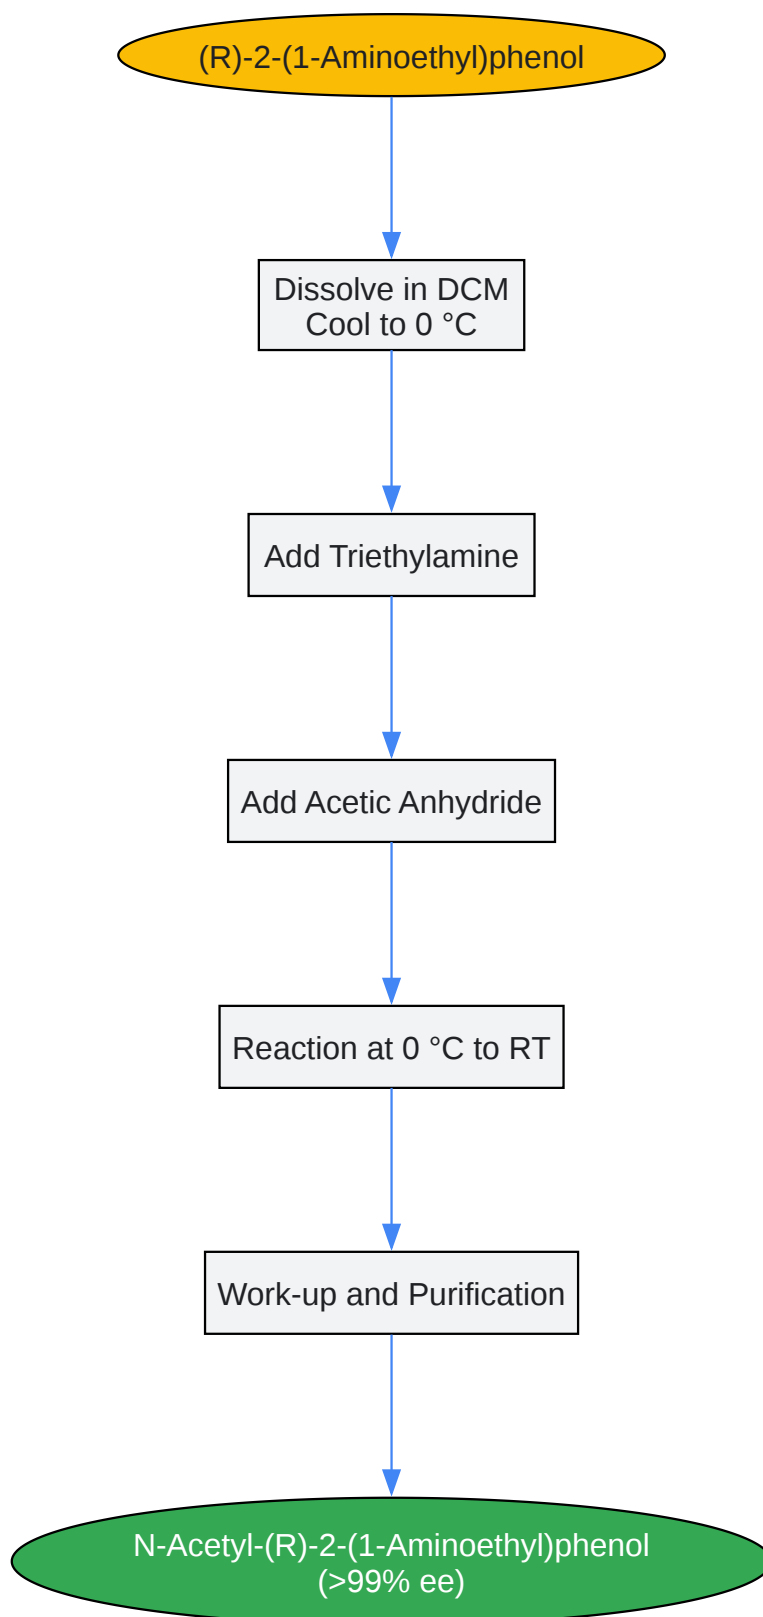 (R)-2-(1-Aminoethyl)phenol
Dissolve in DCM
Cool to 0 °C
Add Triethylamine
Add Acetic Anhydride
Reaction at 0 °C to RT
Work-up and Purification
N-Acetyl-(R)-2-(1-Aminoethyl)phenol
(>99% ee)